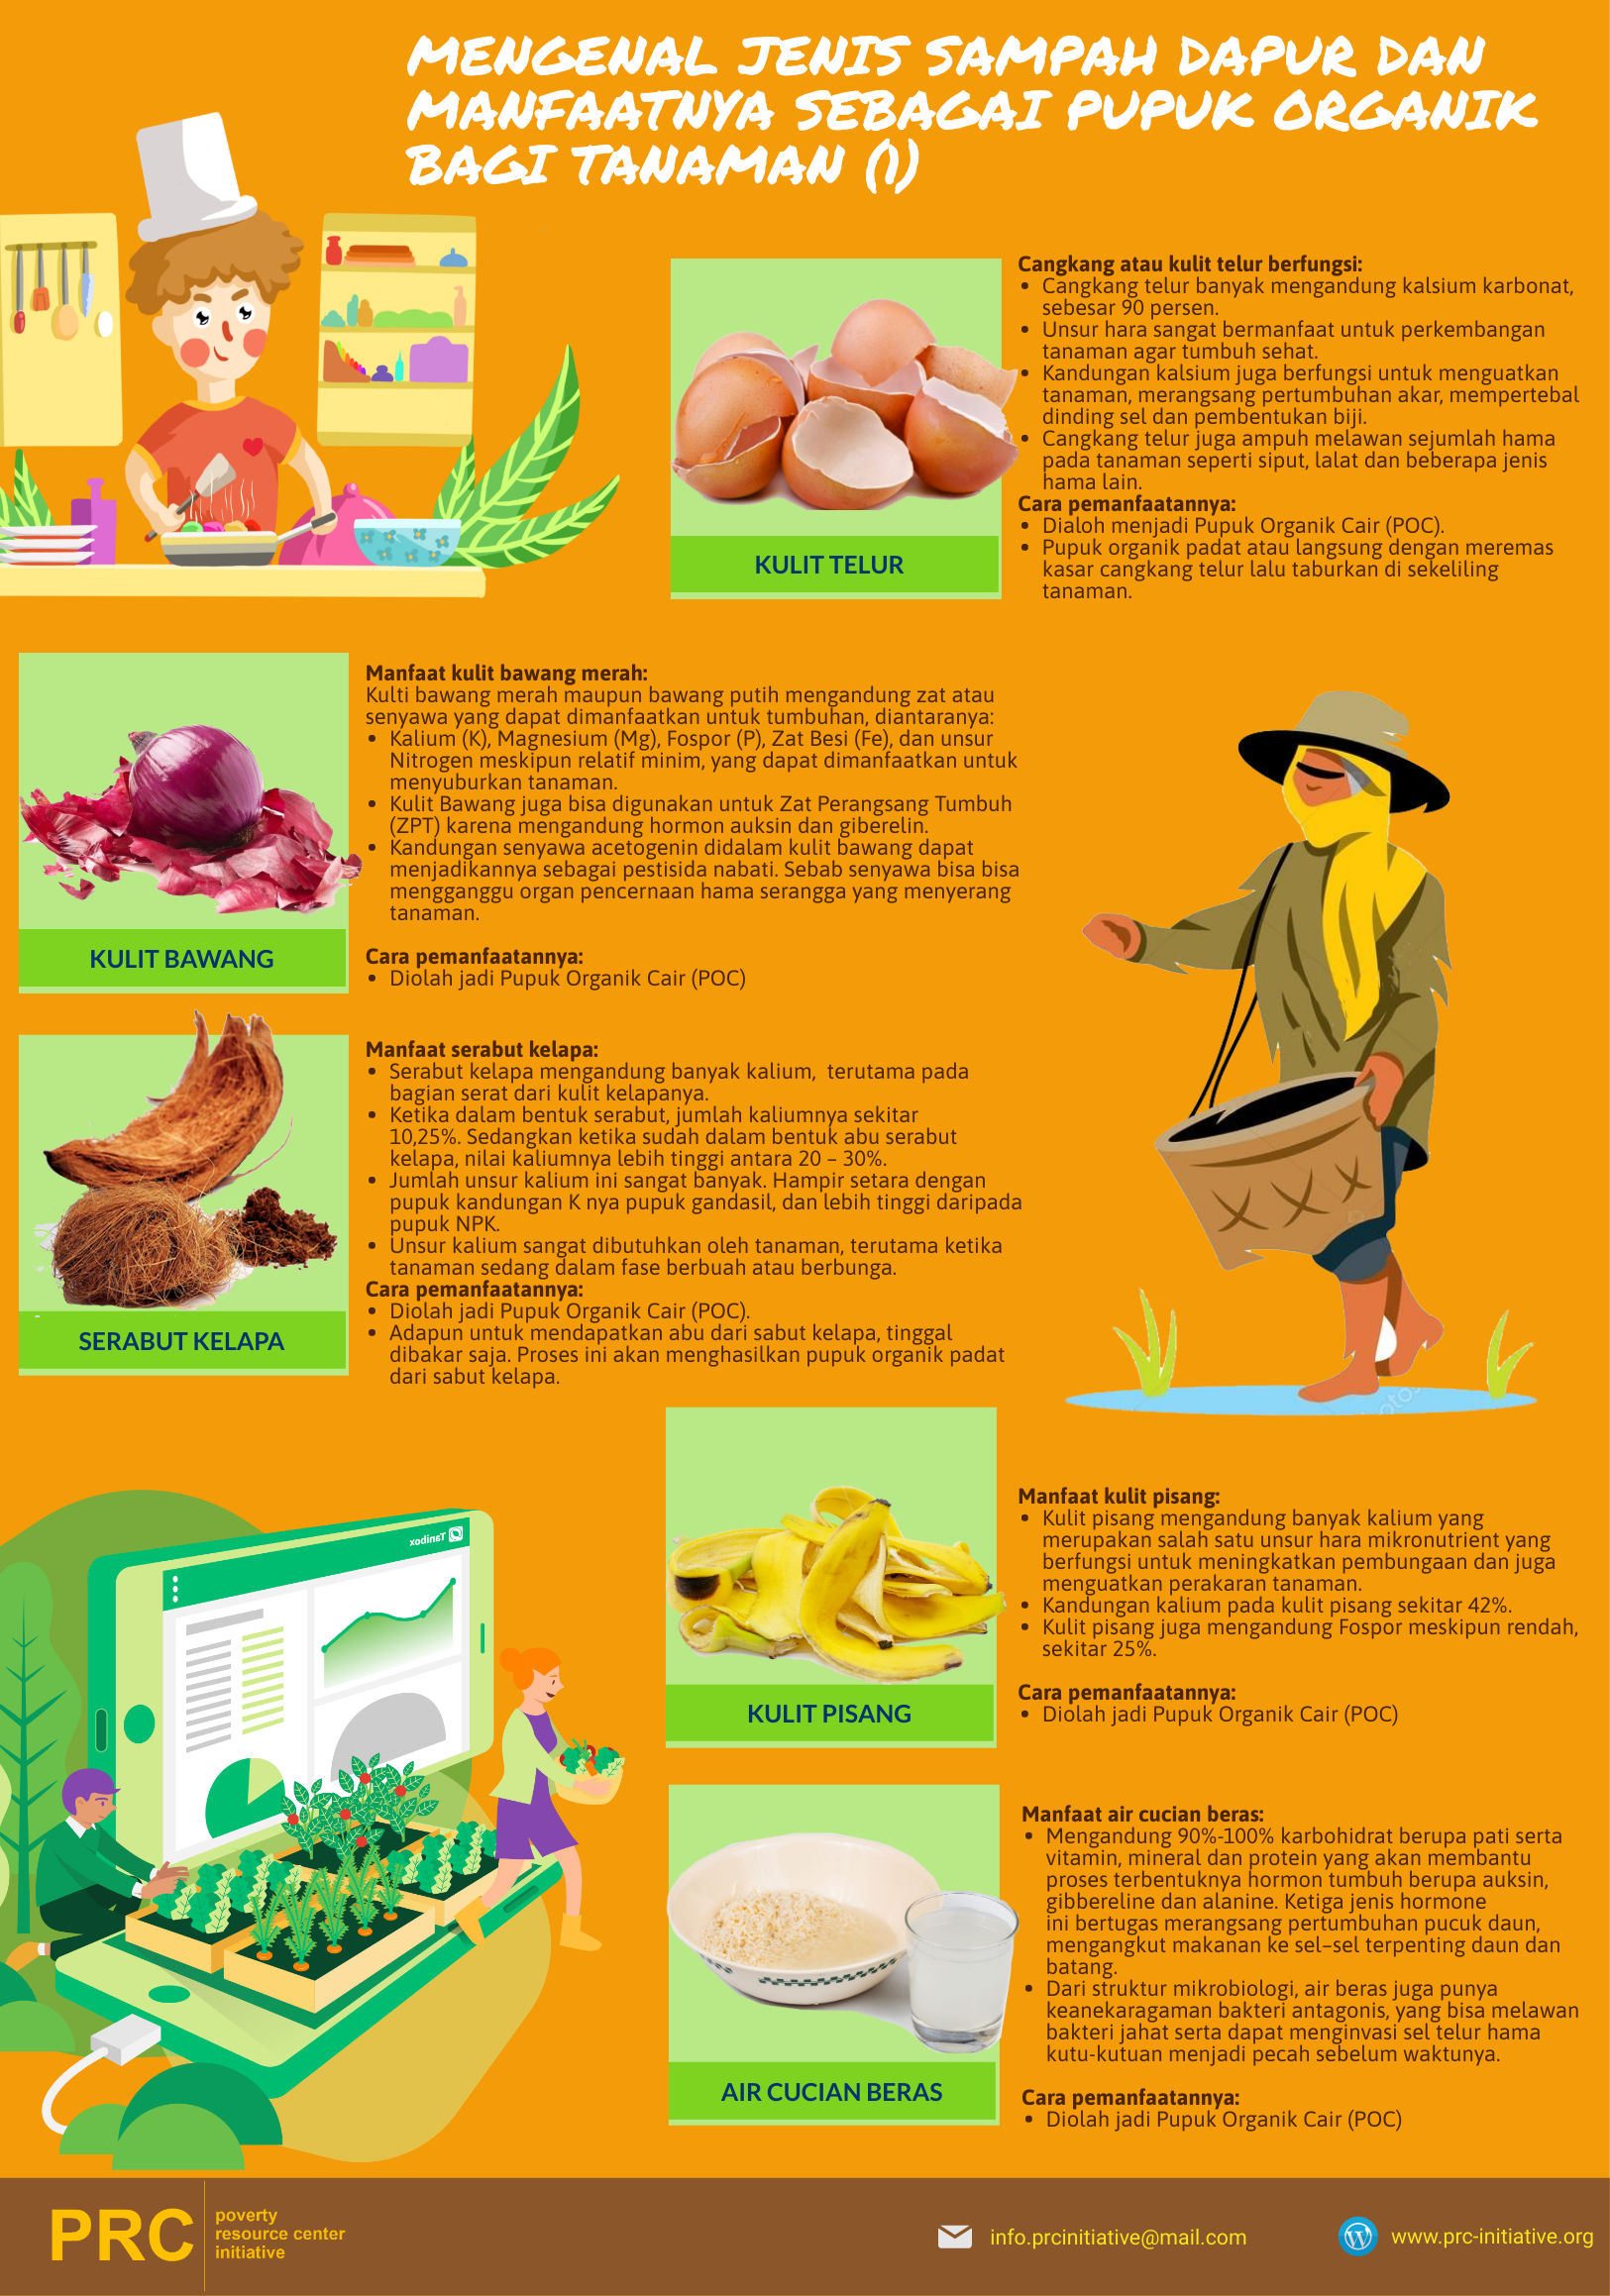 MENGENAL JENIS SAMPAH DAPUR DAN
MANFAATNYA SEBAGAI PUPUK ORGANIK
BAGI TANAMAN (1)
Cangkang atau kulit telur berfungsi:
• Cangkang telur banyak mengandung kalsium karbonat,
sebesar 90 persen.
• Unsur hara sangat bermanfaat untuk perkembangan
tanaman agar tumbuh sehat.
• Kandungan kalsium juga berfungsi untuk menguatkan
tanaman, merangsang pertumbuhan akar, mempertebal
dinding sel dan pembentukan biji.
• Cangkang telur juga ampuh melawan sejumlah hama
pada tanaman seperti siput, lalat dan beberapa jenis
hama lain.
Cara pemanfaatannya:
• Dialoh menjadi Pupuk Organik Cair (POC).
• Pupuk organik padat atau langsung dengan meremas
kasar cangkang telur lalu taburkan di sekeliling
tanaman.
KULIT TELUR
Manfaat kulit bawang merah:
Kulti bawang merah maupun bawang putih mengandung zat atau
senyawa yang dapat dimanfaatkan untuk tumbuhan, diantaranya:
• Kalium (K), Magnesium (Mg), Fospor (P), Zat Besi (Fe), dan unsur
Nitrogen meskipun relatif minim, yang dapat dimanfaatkan untuk
menyuburkan tanaman.
• Kulit Bawang juga bisa digunakan untuk Zat Perangsang Tumbuh
(ZPT) karena mengandung hormon auksin dan giberelin.
• Kandungan senyawa acetogenin didalam kulit bawang dapat
menjadikannya sebagai pestisida nabati. Sebab senyawa bisa bisa
mengganggu organ pencernaan hama serangga yang menyerang
tanaman.
Cara pemanfaatannya:
• Diolah jadi Pupuk Organik Cair (POC)
KULIT BAWANG
Manfaat serabut kelapa:
• Serabut kelapa mengandung banyak kalium, terutama pada
bagian serat dari kulit kelapanya.
• Ketika dalam bentuk serabut, jumlah kaliumnya sekitar
10,25%. Sedangkan ketika sudah dalam bentuk abu serabut
kelapa, nilai kaliumnya lebih tinggi antara 20 – 30%.
• Jumlah unsur kalium ini sangat banyak. Hampir setara dengan
pupuk kandungan K nya pupuk gandasil, dan lebih tinggi daripada
pupuk NPK.
• Unsur kalium sangat dibutuhkan oleh tanaman, terutama ketika
tanaman sedang dalam fase berbuah atau berbunga.
Cara pemanfaatannya:
• Diolah jadi Pupuk Organik Cair (POC).
• Adapun untuk mendapatkan abu dari sabut kelapa, tinggal
dibakar saja. Proses ini akan menghasilkan pupuk organik padat
dari sabut kelapa.
SERABUT KELAPA
Tanibox
Manfaat kulit pisang:
• Kulit pisang mengandung banyak kalium yang
merupakan salah satu unsur hara mikronutrient yang
berfungsi untuk meningkatkan pembungaan dan juga
menguatkan perakaran tanaman.
• Kandungan kalium pada kulit pisang sekitar 42%.
• Kulit pisang juga mengandung Fospor meskipun rendah,
sekitar 25%.
Cara pemanfaatannya:
• Diolah jadi Pupuk Organik Cair (POC)
KULIT PISANG
Manfaat air cucian beras:
• Mengandung 90%-100% karbohidrat berupa pati serta
vitamin, mineral dan protein yang akan membantu
proses terbentuknya hormon tumbuh berupa auksin,
gibbereline dan alanine. Ketiga jenis hormone
ini bertugas merangsang pertumbuhan pucuk daun,
mengangkut makanan ke sel–sel terpenting daun dan
batang.
• Dari struktur mikrobiologi, air beras juga punya
keanekaragaman bakteri antagonis, yang bisa melawan
bakteri jahat serta dapat menginvasi sel telur hama
kutu-kutuan menjadi pecah sebelum waktunya.
Cara pemanfaatannya:
• Diolah jadi Pupuk Organik Cair (POC)
AIR CUCIAN BERAS
PRC
poverty
resource center
initiative
info.prcinitiative@mail.com
www.prc-initiative.org